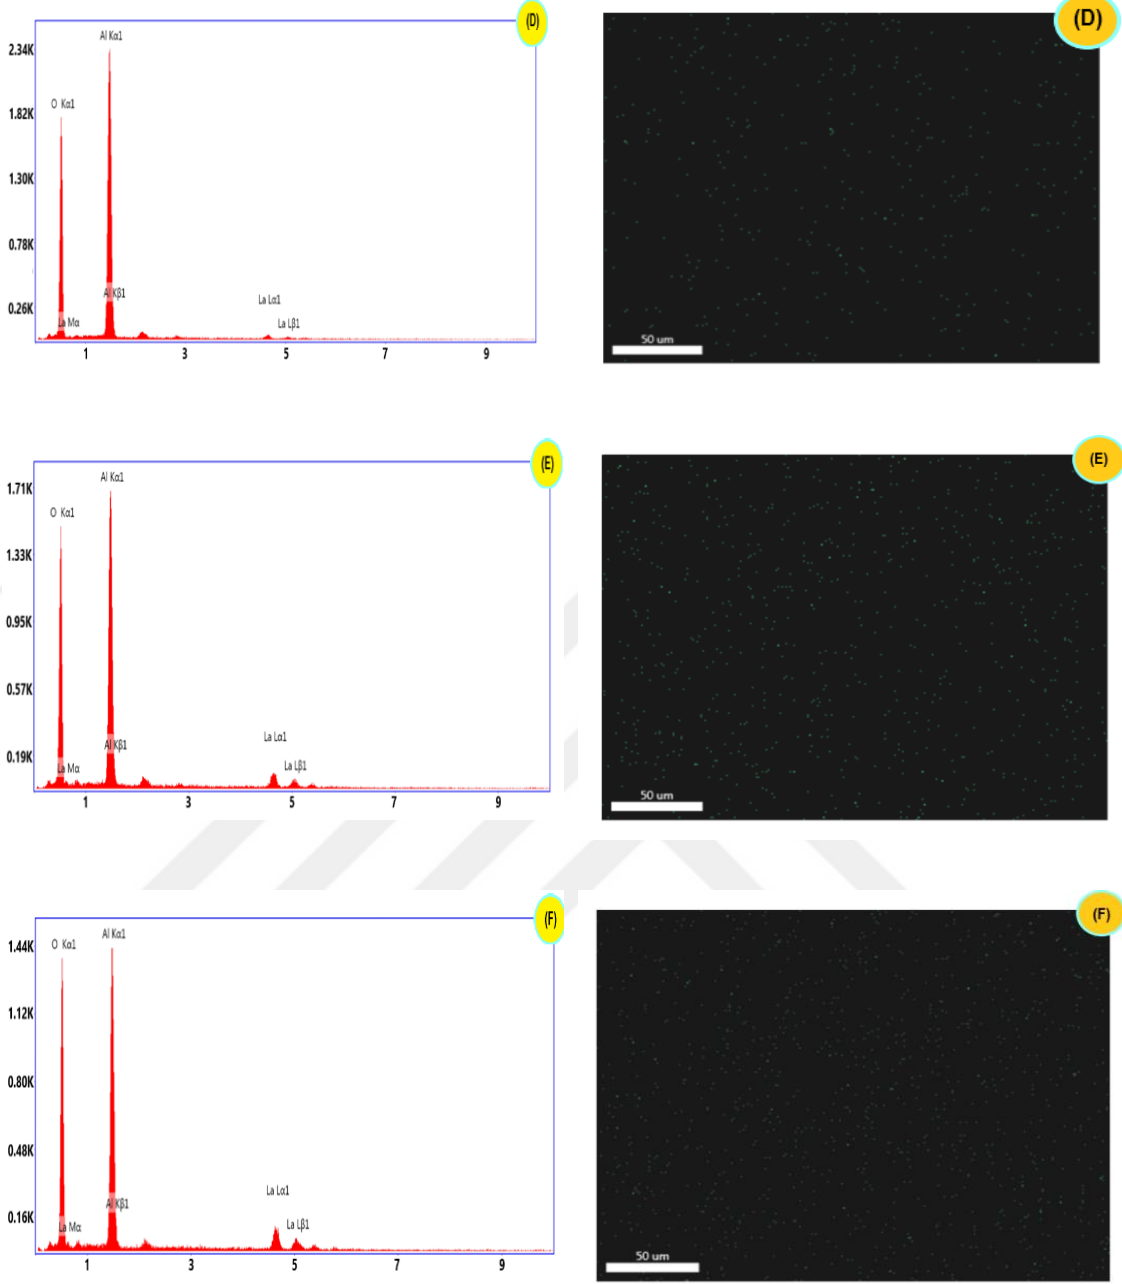 (D)
Al Kα1
2.34K
O Kα1
1.82K
1.30K
0.78K
Al Kβ1
La Lα1
0.26K
La Mα
La Lβ1
1 3 5 7 9
(D)
50 um
(E)
Al Kα1
1.71K
O Kα1
1.33K
0.95K
0.57K
La Lα1
Al Kβ1
0.19K
La Mα
La Lβ1
1 3 5 7 9
(E)
50 um
(F)
Al Kα1
1.44K
O Kα1
1.12K
0.80K
0.48K
La Lα1
Al Kβ1
0.16K
La Mα
La Lβ1
1 3 5 7 9
(F)
50 um